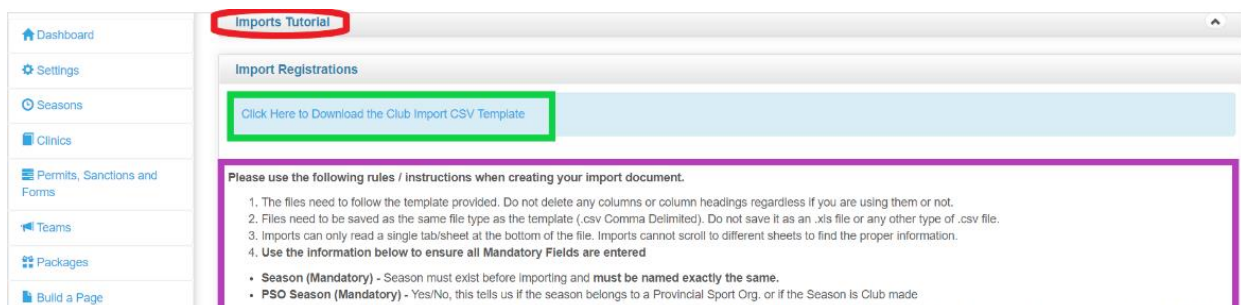 Imports Tutorial
Dashboard
Settings
Seasons
Clinics
Permits, Sanctions and
Forms
Teams
Packages
Build a Page
Import Registrations
Click Here to Download the Club Import CSV Template
Please use the following rules / instructions when creating your import document.
1. The files need to follow the template provided. Do not delete any columns or column headings regardless if you are using them or not.
2. Files need to be saved as the same file type as the template (.csv Comma Delimited). Do not save it as an .xls file or any other type of .csv file.
3. Imports can only read a single tab/sheet at the bottom of the file. Imports cannot scroll to different sheets to find the proper information.
4. Use the information below to ensure all Mandatory Fields are entered
• Season (Mandatory) - Season must exist before importing and must be named exactly the same.
• PSO Season (Mandatory) - Yes/No, this tells us if the season belongs to a Provincial Sport Org. or if the Season is Club made